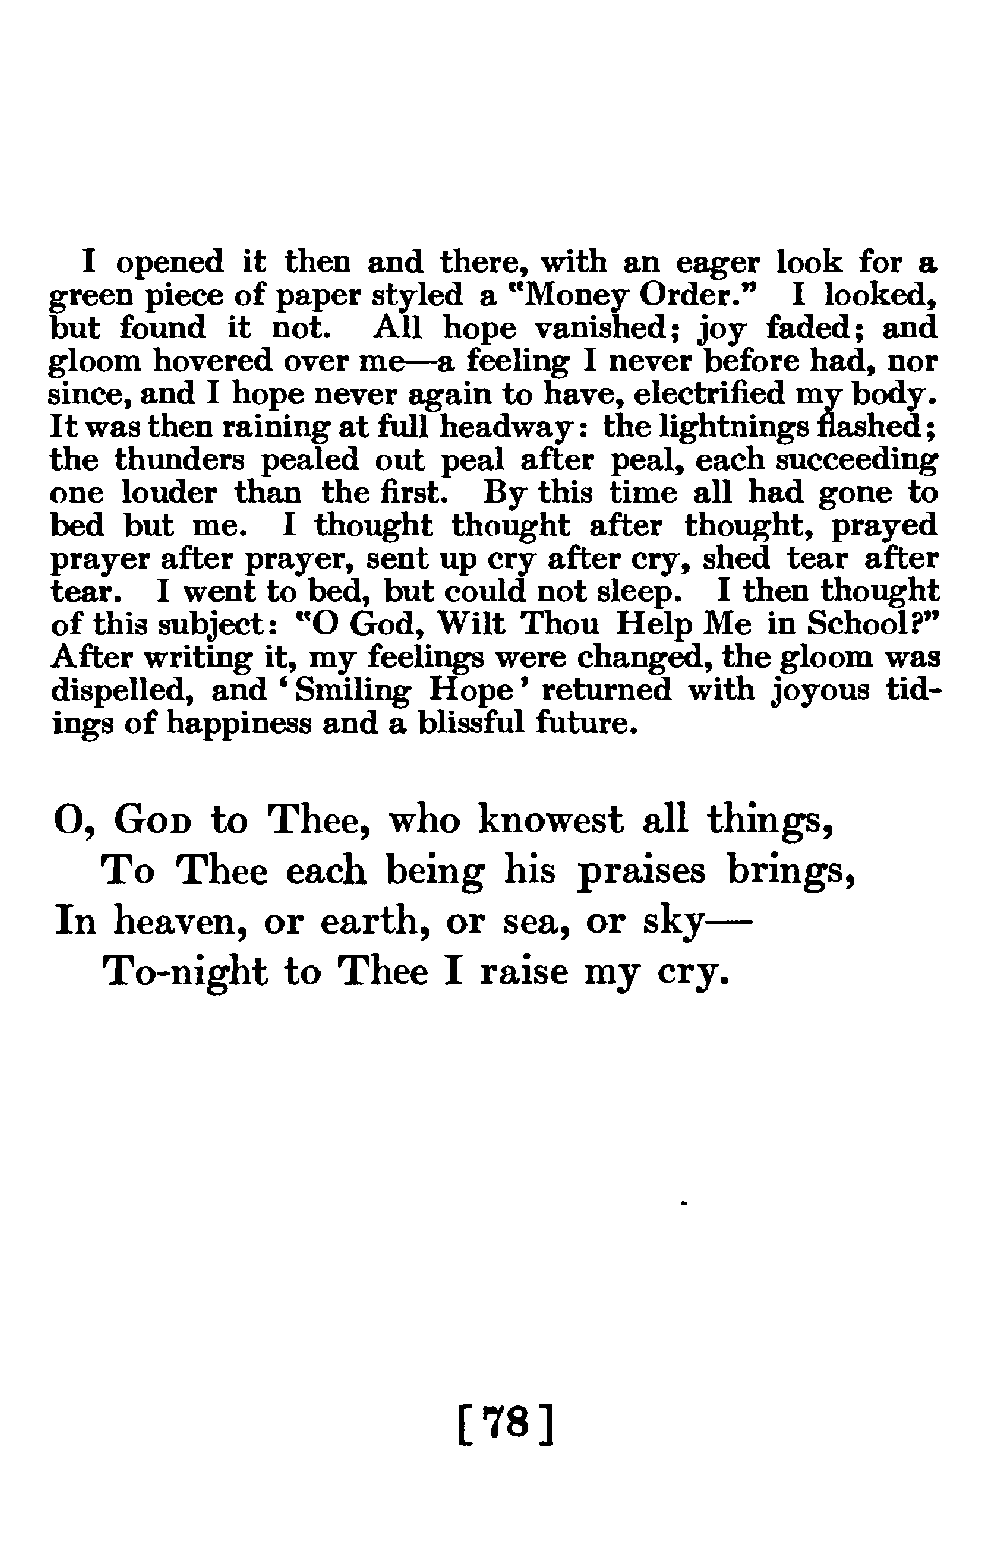 I opened it then and there, with an eager look for a
green piece of paper styled a "Money Order." I looked,
but found it not. All hope vanished; joy faded; and
gloom hovered over me—a feeling I never before had, nor
since, and I hope never again to have, electrified my body.
It was then raining at full headway: the lightnings flashed;
the thunders pealed out peal after peal, each succeeding
one louder than the first. By this time all had gone to
bed but me. I thought thought after thought, prayed
prayer after prayer, sent up cry after cry, shed tear after
tear. I went to bed, but could not sleep. I then thought
of this subject: "O God, Wilt Thou Help Me in School?"
After writing it, my feelings were changed, the gloom was
dispelled, and 'Smiling Hope' returned with joyous tid-
ings of happiness and a blissful future.
O, GOD to Thee, who knowest all things,
To Thee each being his praises brings,
In heaven, or earth, or sea, or sky—
To-night to Thee I raise my cry.
[78]